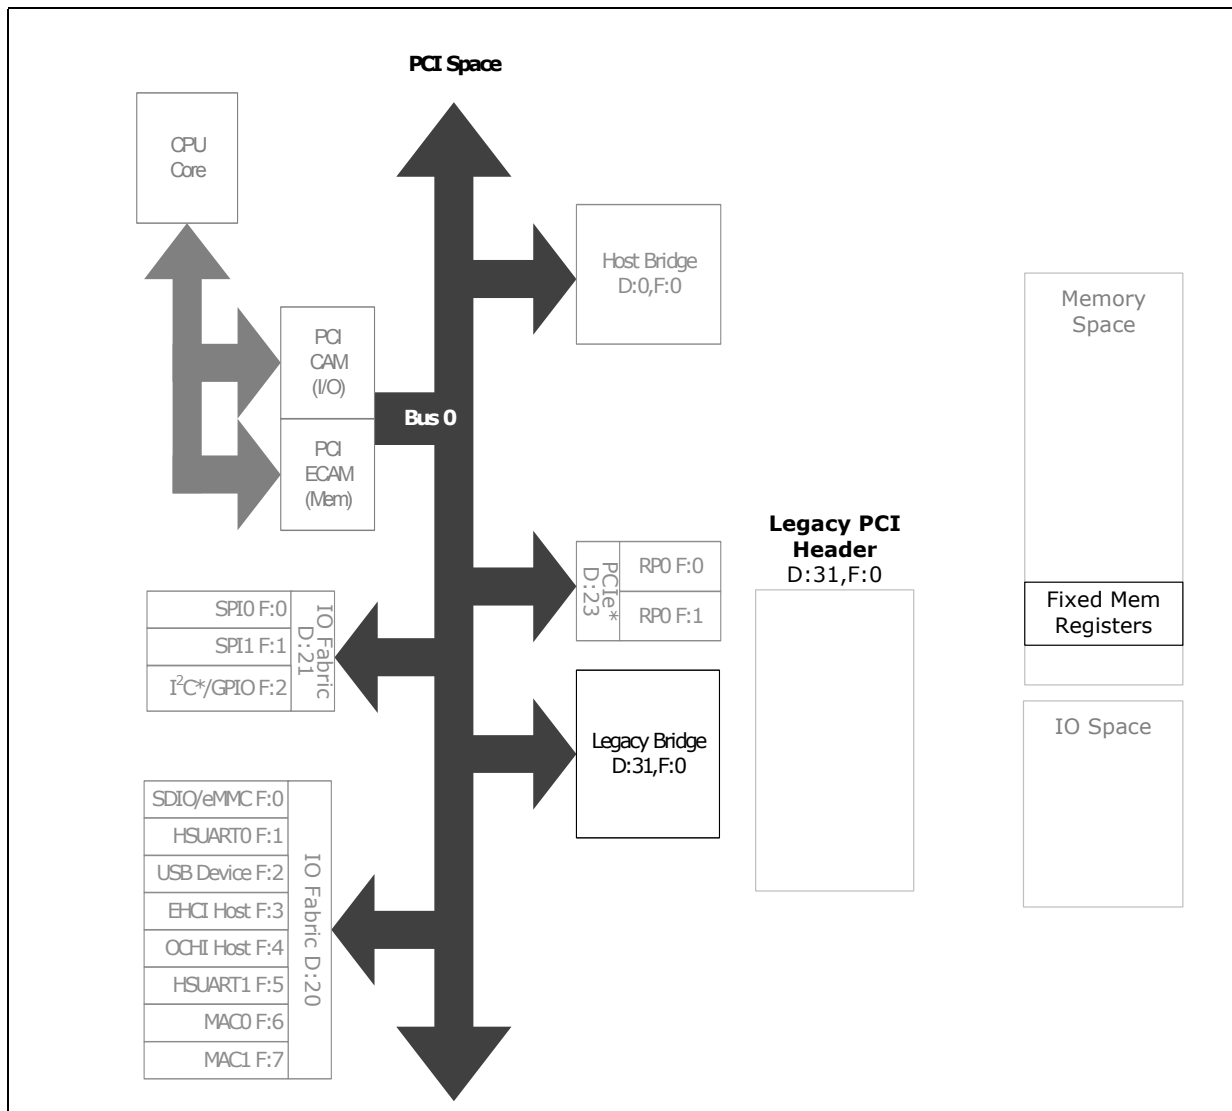 PCI Space
CPU
Core
Host Bridge
D:0,F:0
Memory
Space
PCI
CAM
(I/O)
Bus 0
PCI
ECAM
(Mem)
Legacy PCI
Header
D:31,F:0
PCIe*
D:23
RP0 F:0
RP0 F:1
Fixed Mem
Registers
SPI0 F:0
SPI1 F:1
I²C*/GPIO F:2
IO Fabric
D:21
Legacy Bridge
D:31,F:0
IO Space
SDIO/eMMC F:0
HSUART0 F:1
USB Device F:2
EHCI Host F:3
OCHI Host F:4
HSUART1 F:5
MAC0 F:6
MAC1 F:7
IO Fabric D:20